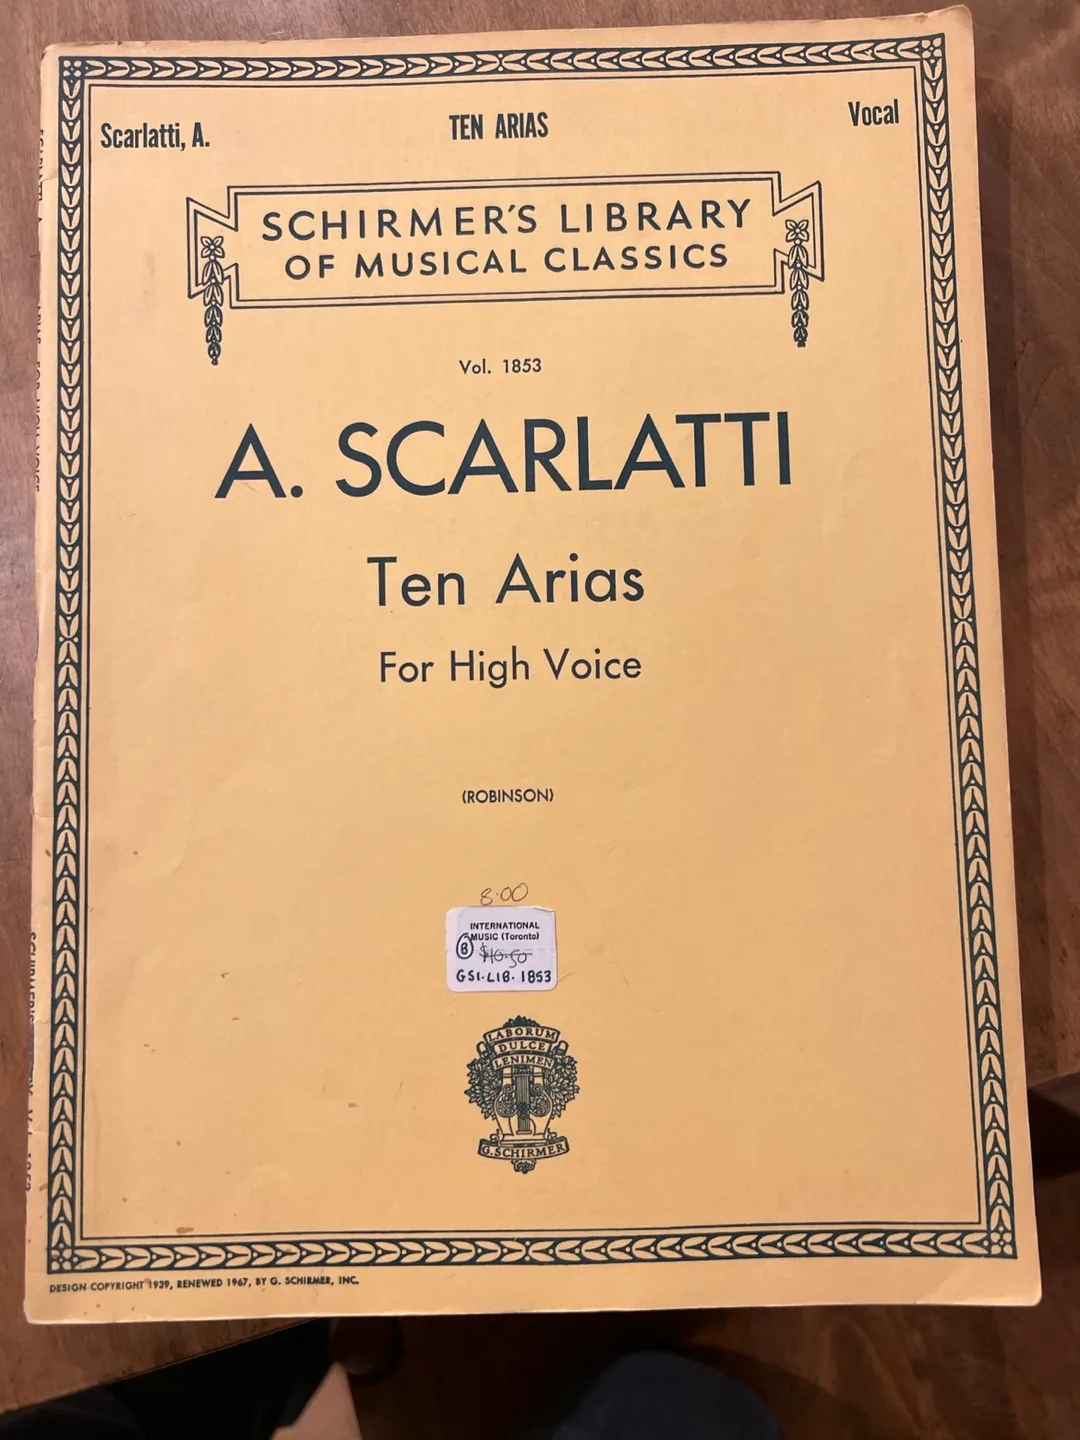 Scarlatti, A.
TEN ARIAS
Vocal
SCHIRMER'S LIBRARY
OF MUSICAL CLASSICS
Vol. 1853
A. SCARLATTI
Ten Arias
For High Voice
(ROBINSON)
8.00
INTERNATIONAL
MUSIC (Toronto)
B $10.50
GSI.LIB. 1853
LABORUM
DULCE
LENIMEN
G. SCHIRMER
DESIGN COPYRIGHT 1939, RENEWED 1967, BY G. SCHIRMER, INC.